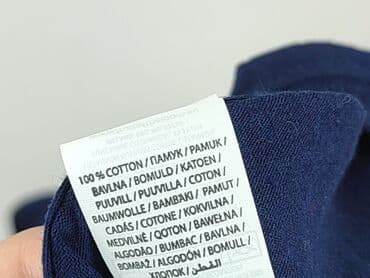 100 % COTTON / ПАМУК / PAMUK /
BAVLNA / BOMULD / KATOEN /
PUUVILL / PUUVILLA / COTON /
BAUMWOLLE / BAMBAKI / PAMUT /
CADÁS / COTONE / KOKVILNA /
MEDVILNĖ / QOTON / BAWEŁNA /
ALGODÃO / BUMBAC / BAVLNA /
BOMBAŽ / ALGODÓN / BOMULL /
ХЛОПОК / القطن